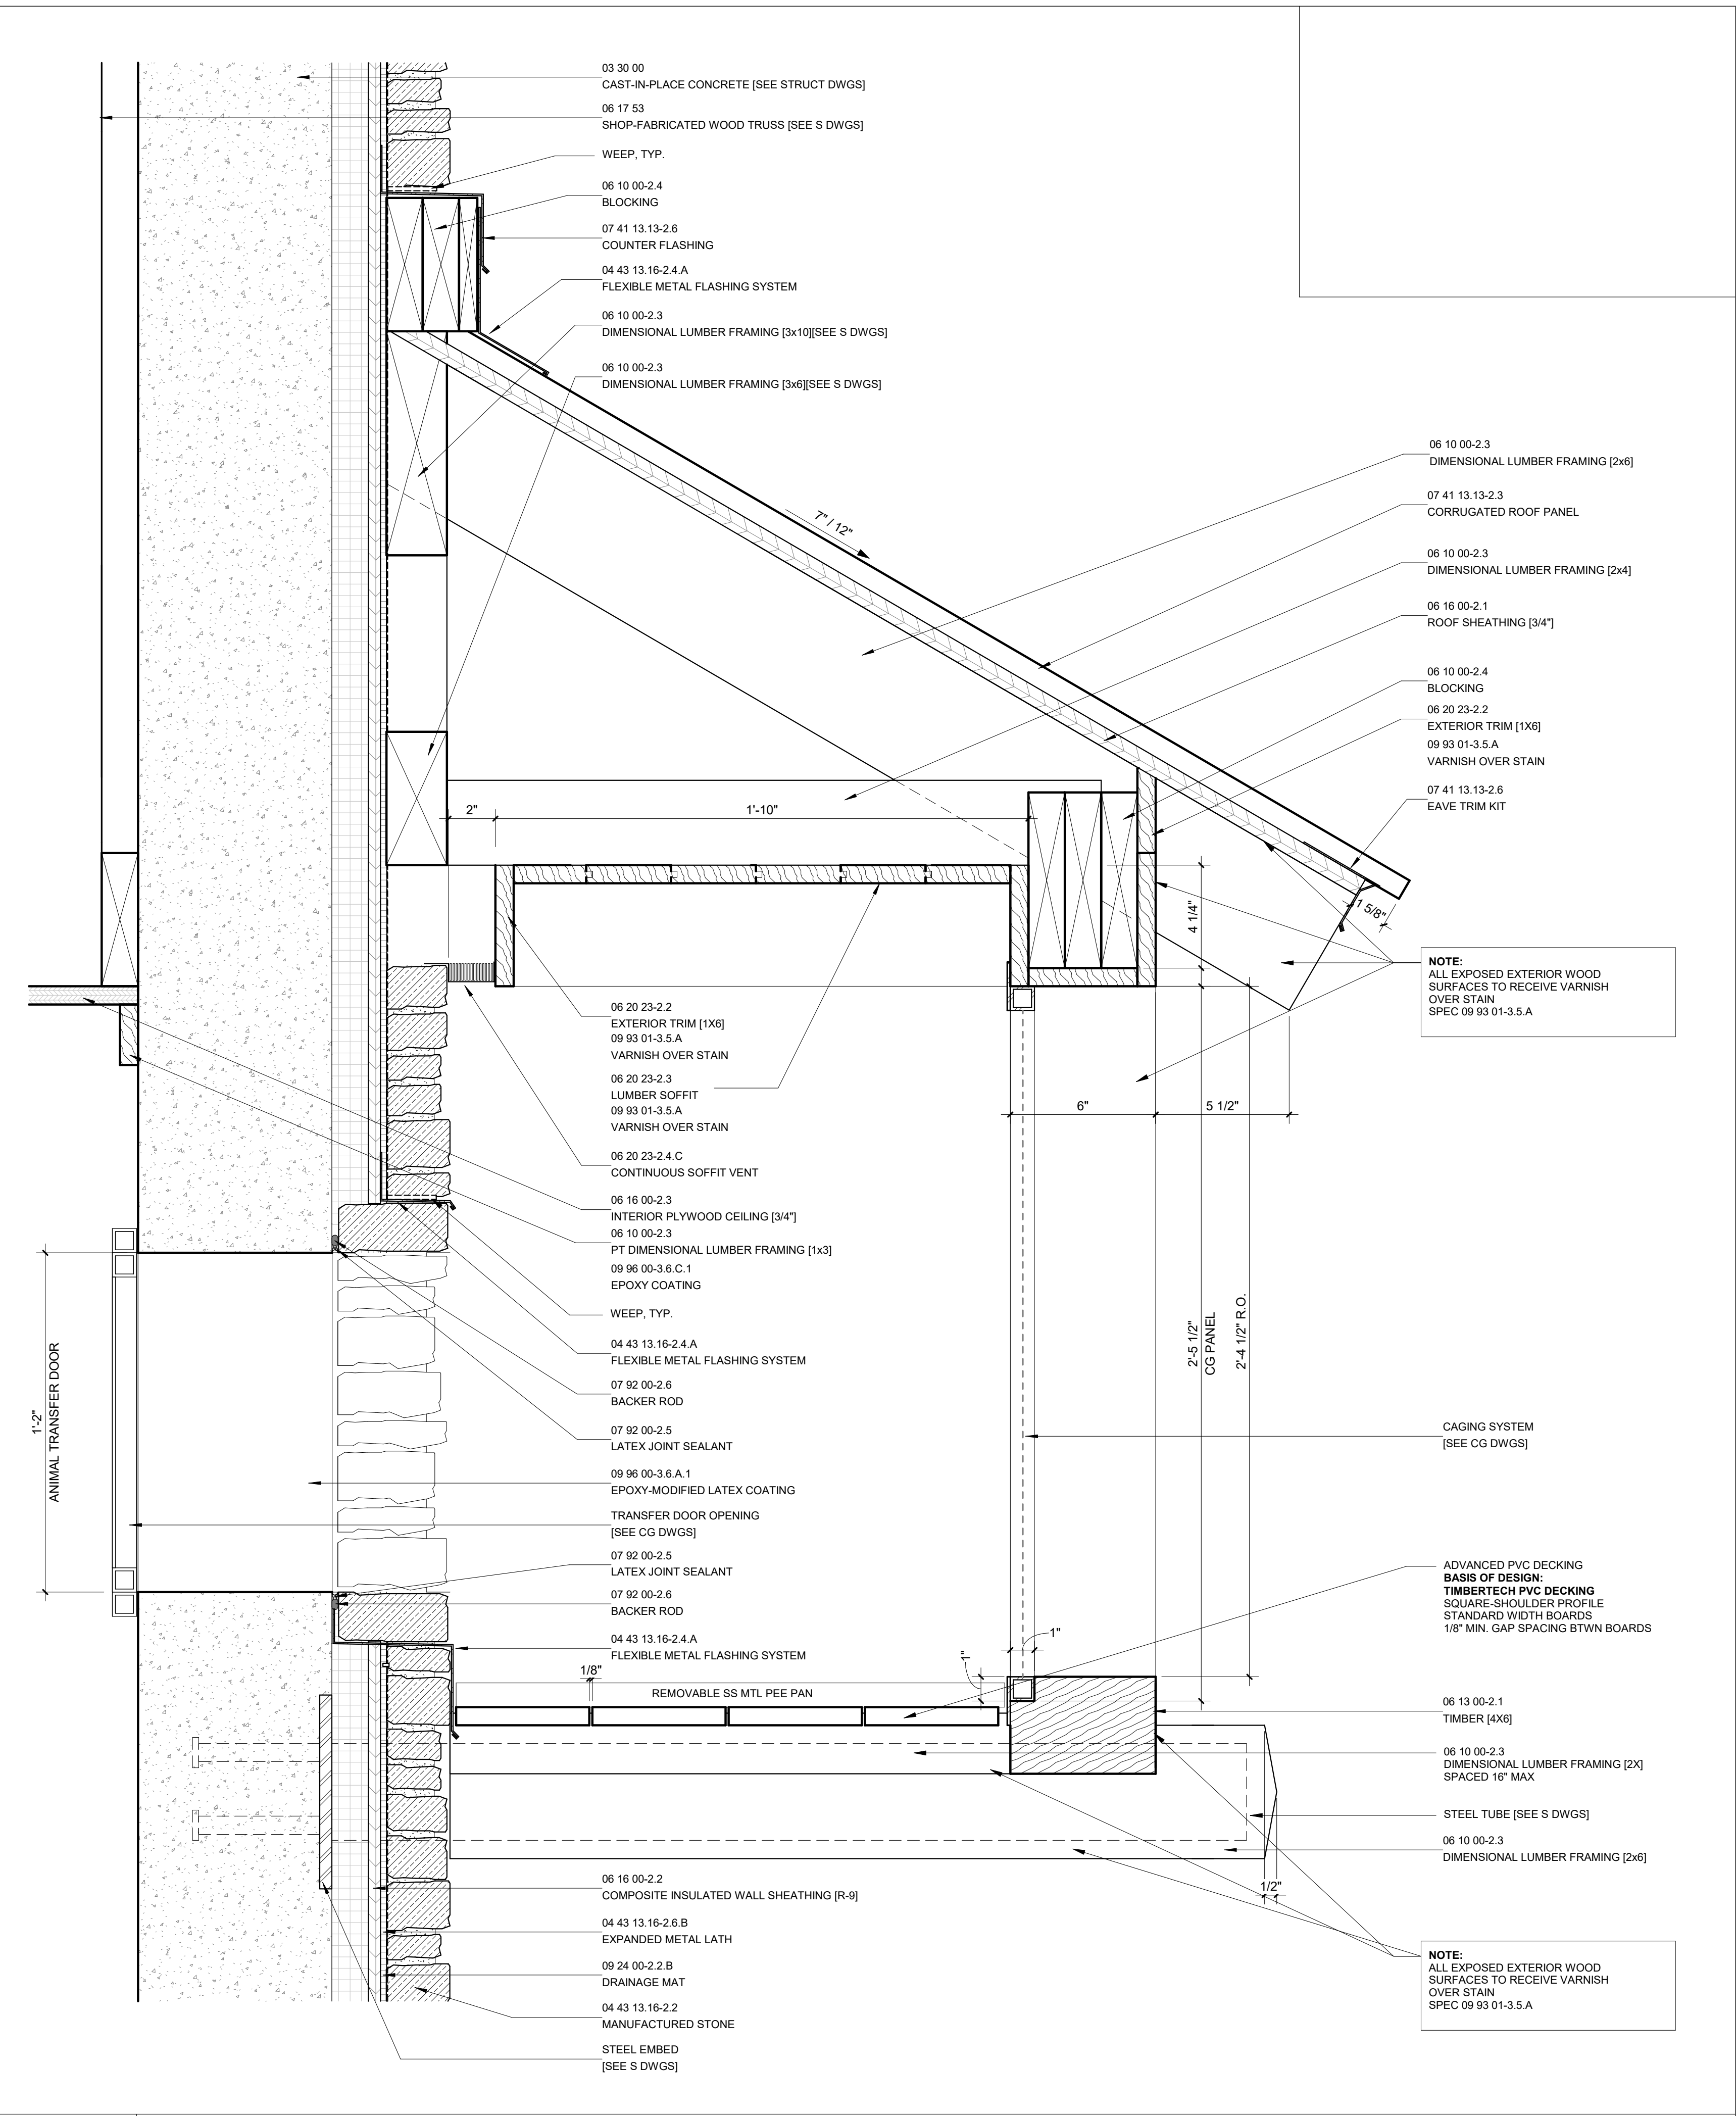 03 30 00
CAST-IN-PLACE CONCRETE [SEE STRUCT DWGS]
06 17 53
SHOP-FABRICATED WOOD TRUSS [SEE S DWGS]
WEEP, TYP.
06 10 00-2.4
BLOCKING
07 41 13.13-2.6
COUNTER FLASHING
04 43 13.16-2.4.A
FLEXIBLE METAL FLASHING SYSTEM
06 10 00-2.3
DIMENSIONAL LUMBER FRAMING [3x10][SEE S DWGS]
06 10 00-2.3
DIMENSIONAL LUMBER FRAMING [3x6][SEE S DWGS]
7" / 12"
06 10 00-2.3
DIMENSIONAL LUMBER FRAMING [2x6]
07 41 13.13-2.3
CORRUGATED ROOF PANEL
06 10 00-2.3
DIMENSIONAL LUMBER FRAMING [2x4]
06 16 00-2.1
ROOF SHEATHING [3/4"]
06 10 00-2.4
BLOCKING
06 20 23-2.2
EXTERIOR TRIM [1X6]
09 93 01-3.5.A
VARNISH OVER STAIN
07 41 13.13-2.6
EAVE TRIM KIT
2"
1'-10"
4 1/4"
1 5/8"
NOTE:
ALL EXPOSED EXTERIOR WOOD
SURFACES TO RECEIVE VARNISH
OVER STAIN
SPEC 09 93 01-3.5.A
06 20 23-2.2
EXTERIOR TRIM [1X6]
09 93 01-3.5.A
VARNISH OVER STAIN
06 20 23-2.3
LUMBER SOFFIT
09 93 01-3.5.A
VARNISH OVER STAIN
06 20 23-2.4.C
CONTINUOUS SOFFIT VENT
06 16 00-2.3
INTERIOR PLYWOOD CEILING [3/4"]
06 10 00-2.3
PT DIMENSIONAL LUMBER FRAMING [1x3]
09 96 00-3.6.C.1
EPOXY COATING
WEEP, TYP.
04 43 13.16-2.4.A
FLEXIBLE METAL FLASHING SYSTEM
07 92 00-2.6
BACKER ROD
07 92 00-2.5
LATEX JOINT SEALANT
09 96 00-3.6.A.1
EPOXY-MODIFIED LATEX COATING
TRANSFER DOOR OPENING
[SEE CG DWGS]
07 92 00-2.5
LATEX JOINT SEALANT
07 92 00-2.6
BACKER ROD
04 43 13.16-2.4.A
FLEXIBLE METAL FLASHING SYSTEM
6"
5 1/2"
2'-5 1/2"
CG PANEL
2'-4 1/2" R.O.
1'-2"
ANIMAL TRANSFER DOOR
CAGING SYSTEM
[SEE CG DWGS]
ADVANCED PVC DECKING
BASIS OF DESIGN:
TIMBERTECH PVC DECKING
SQUARE-SHOULDER PROFILE
STANDARD WIDTH BOARDS
1/8" MIN. GAP SPACING BTWN BOARDS
1"
1"
1/8"
REMOVABLE SS MTL PEE PAN
06 13 00-2.1
TIMBER [4X6]
06 10 00-2.3
DIMENSIONAL LUMBER FRAMING [2X]
SPACED 16" MAX
STEEL TUBE [SEE S DWGS]
06 10 00-2.3
DIMENSIONAL LUMBER FRAMING [2x6]
1/2"
06 16 00-2.2
COMPOSITE INSULATED WALL SHEATHING [R-9]
04 43 13.16-2.6.B
EXPANDED METAL LATH
09 24 00-2.2.B
DRAINAGE MAT
04 43 13.16-2.2
MANUFACTURED STONE
STEEL EMBED
[SEE S DWGS]
NOTE:
ALL EXPOSED EXTERIOR WOOD
SURFACES TO RECEIVE VARNISH
OVER STAIN
SPEC 09 93 01-3.5.A